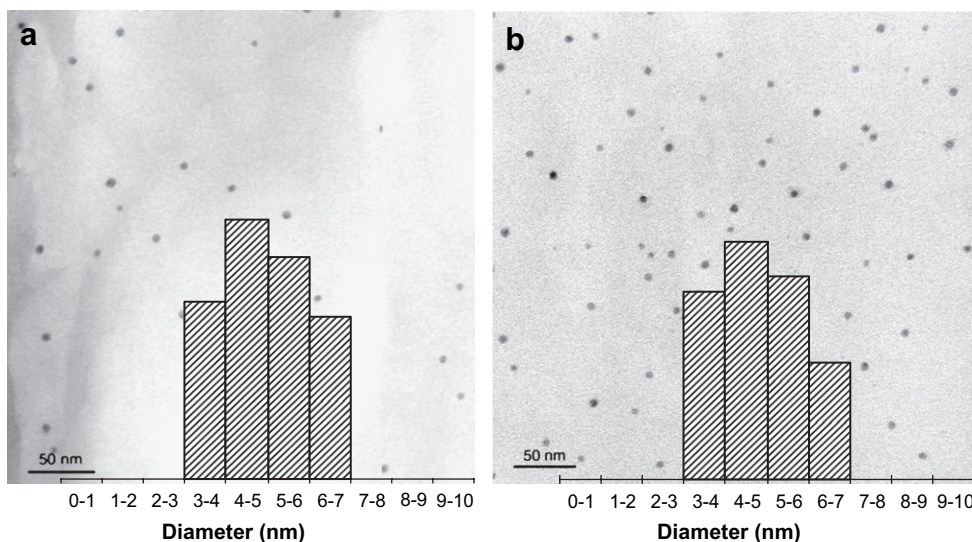 a
50 nm
0-1 1-2 2-3 3-4 4-5 5-6 6-7 7-8 8-9 9-10
Diameter (nm)
b
50 nm
0-1 1-2 2-3 3-4 4-5 5-6 6-7 7-8 8-9 9-10
Diameter (nm)